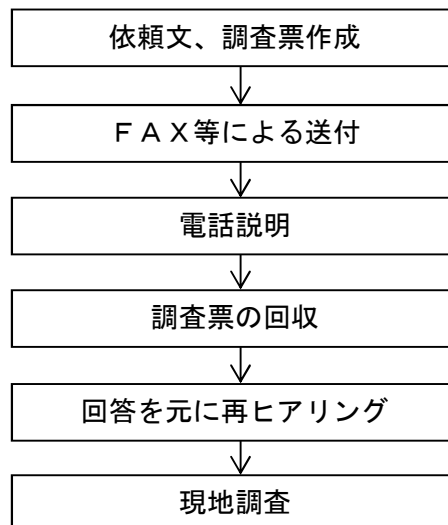 依頼文、調査票作成
ＦＡＸ等による送付
電話説明
調査票の回収
回答を元に再ヒアリング
現地調査